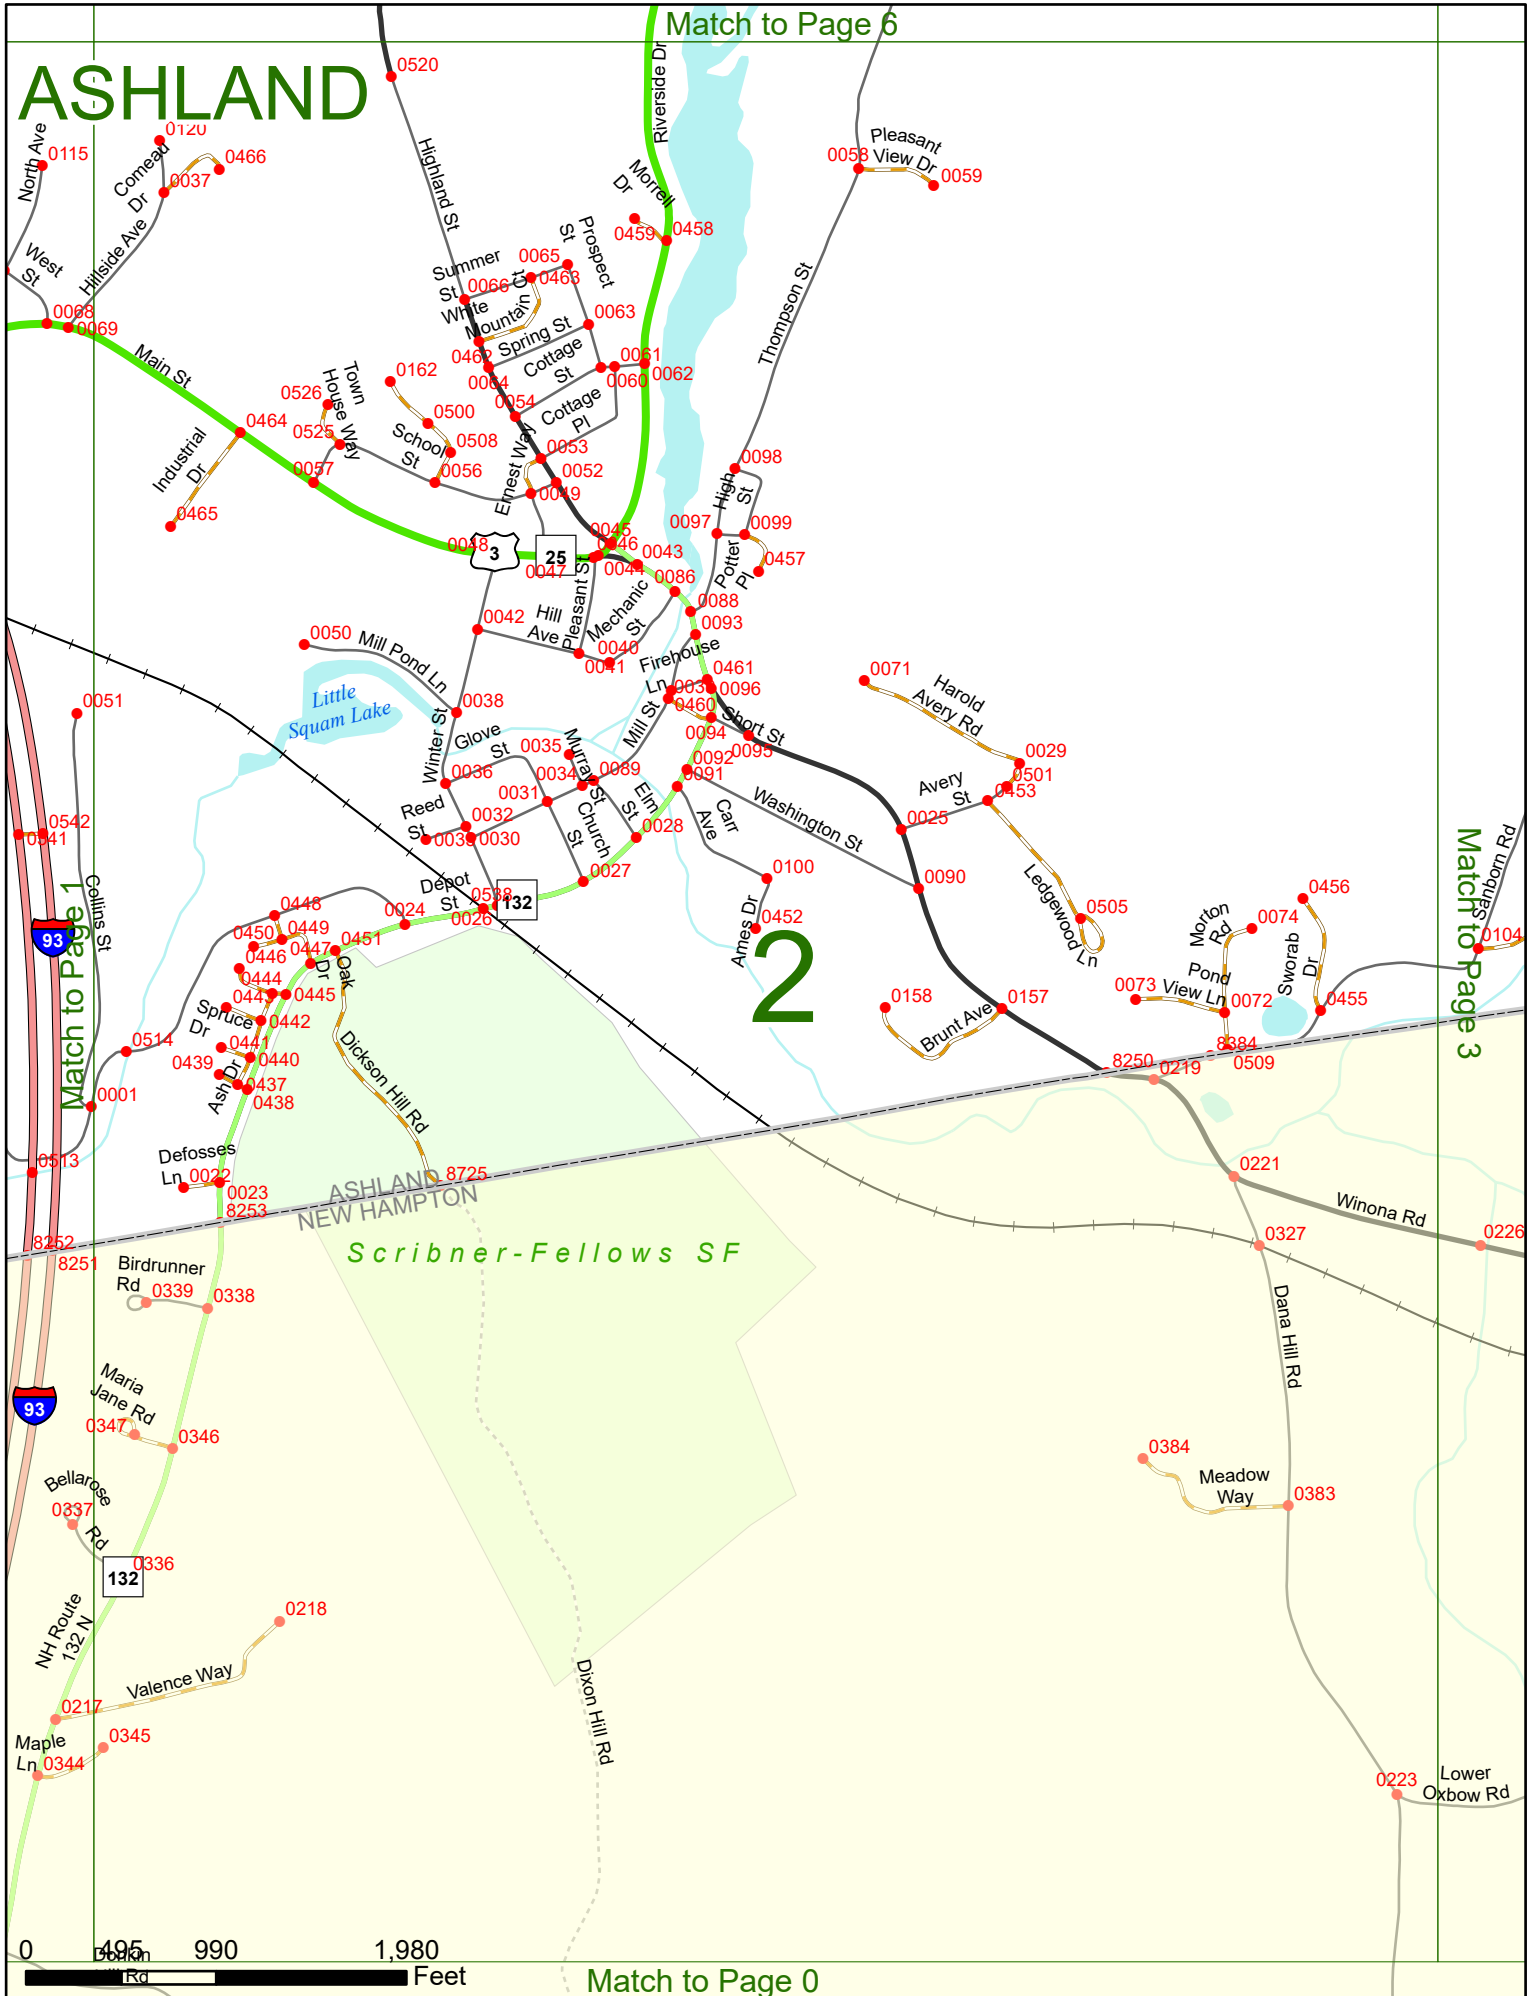 Match to Page 6
ASHLAND
0520
Riverside Dr
North Ave
0115
0120
0466
Comeau
Dr
0037
Highland St
Pleasant
View Dr
0058
0059
Morrell
Dr
0459
0458
West
St
Hillside Ave
Summer
St
0065
Prospect
St
0066
0463
White
Mountain Ct
0063
Thompson St
0068
0069
Spring St
Main St
0462
0064
Cottage
St
0061
0060
0062
0162
Town
House Way
0526
0054
Cottage
Pl
0500
0464
0525
School
St
0508
0053
Ernest Way
Industrial
Dr
0057
0056
0052
0049
0098
High
St
0465
0045
0097
0099
0048
3
25
0046
0047
0044
0043
0457
Potter
Pl
Pleasant St
0086
Mechanic
St
0088
0042
Hill
Ave
0093
0050
Mill Pond Ln
0040
0041
Firehouse
Ln
0461
0071
Harold
Avery Rd
0051
Little
Squam Lake
0038
0096
0460
Mill St
Short St
Winter St
Glove
St
0035
Murray
St
0094
0095
0029
0036
0034
0089
0092
0091
0501
0453
Avery
St
0031
Reed
St
0032
0030
Church
St
Elm
St
Carr
Ave
Washington St
0025
0542
0541
0028
Match to Page 1
Collins St
0027
0100
0090
Match to Page 3
Sanborn Rd
Depot
St
0538
132
0026
0024
0448
0449
0450
0451
0447
Ledgewood
Ln
0505
0456
Morton
Rd
0074
0104
93
0446
Oak
Dr
0452
Ames Dr
2
Sworab
Dr
0444
0443
0445
0073
Pond
View Ln
0072
0455
Spruce
Dr
0442
0158
Brunt Ave
0157
0514
0441
0440
0439
Ash Dr
0437
0438
Dickson Hill Rd
8384
0509
8250
0219
0001
Defosses
Ln
0022
0023
0513
8725
8253
ASHLAND
NEW HAMPTON
0221
Winona Rd
0226
0327
8252
8251
Scribner-Fellows SF
Birdrunner
Rd
0339
0338
Dana Hill Rd
Maria
Jane Rd
93
0347
0346
0384
Meadow
Way
0383
Bellarose
Rd
0337
0336
132
NH Route
132 N
0218
Valence Way
Dixon Hill Rd
0217
Maple
Ln
0345
0344
0223
Lower
Oxbow Rd
0 495 990 1,980
Feet
Match to Page 0